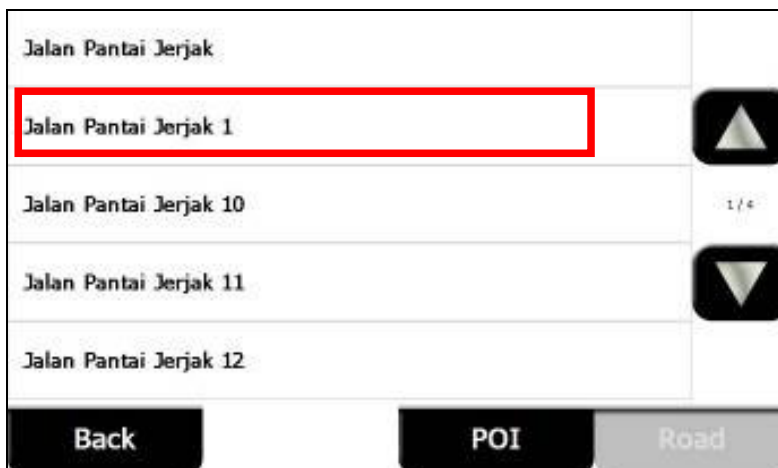 Jalan Pantai Jerjak
Jalan Pantai Jerjak 1
Jalan Pantai Jerjak 10
1/4
Jalan Pantai Jerjak 11
Jalan Pantai Jerjak 12
Back POI Road